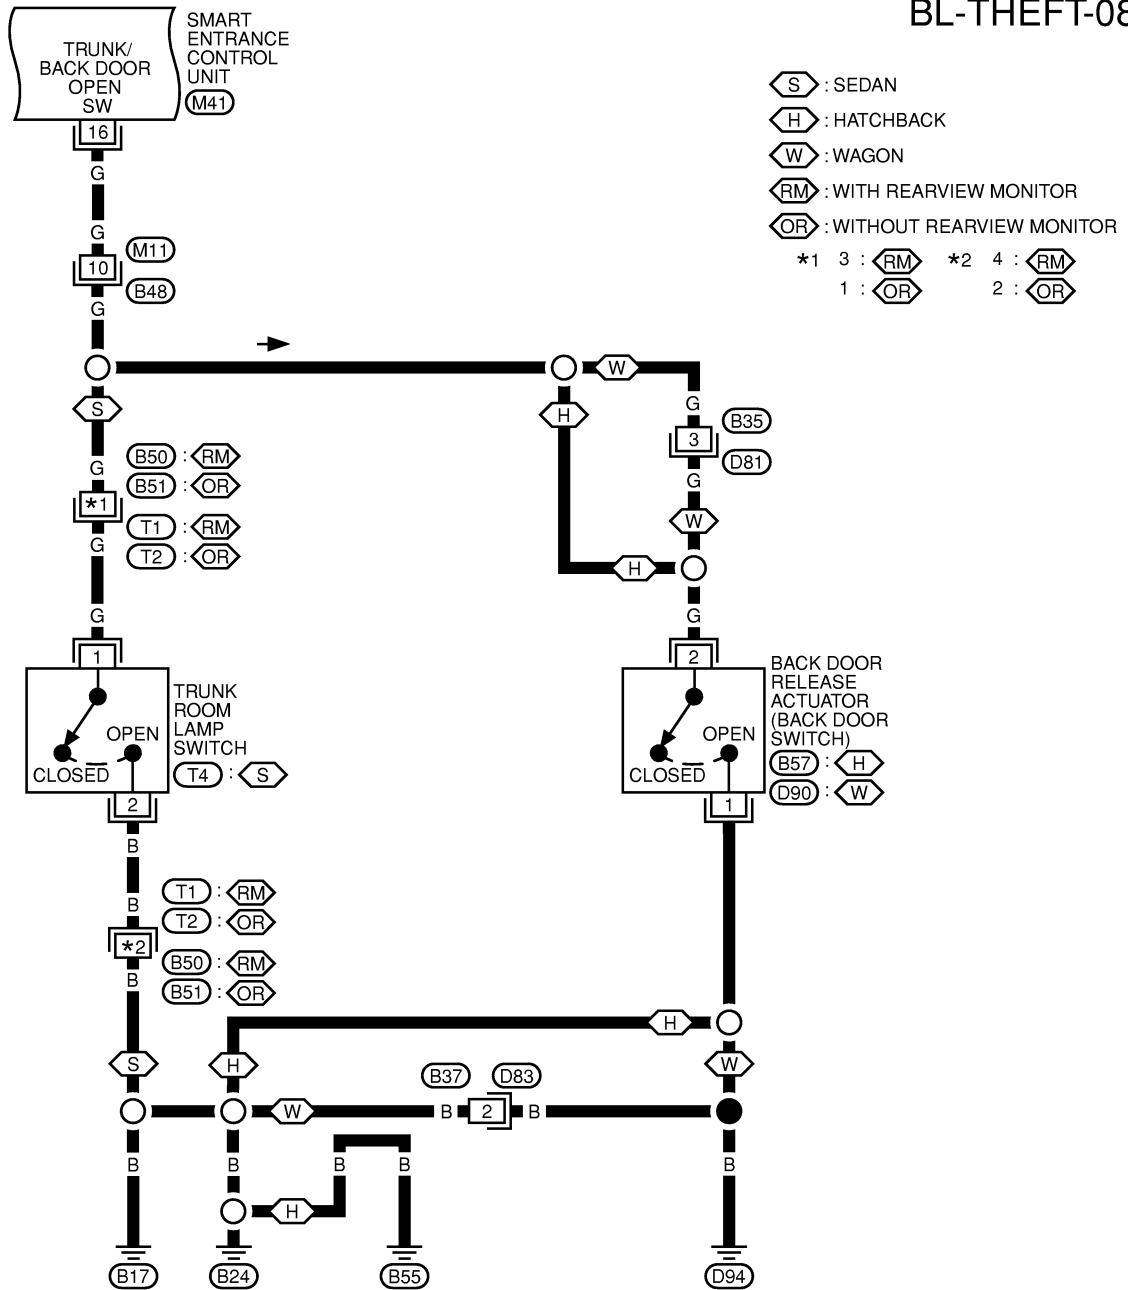 BL-THEFT-08
SMART
ENTRANCE
CONTROL
UNIT
M41
TRUNK/
BACK DOOR
OPEN
SW
16
G
G
M11
10
B48
G
S : SEDAN
H : HATCHBACK
W : WAGON
RM : WITH REARVIEW MONITOR
OR : WITHOUT REARVIEW MONITOR
*1 3 : RM *2 4 : RM
1 : OR 2 : OR
W
S
H
G
B35
3
D81
G
G
B50 : RM
B51 : OR
*1
T1 : RM
T2 : OR
G
W
H
G
G
1
2
TRUNK
ROOM
LAMP
SWITCH
T4 : S
OPEN
CLOSED
BACK DOOR
RELEASE
ACTUATOR
(BACK DOOR
SWITCH)
B57 : H
D90 : W
OPEN
CLOSED
2
1
B
B
T1 : RM
T2 : OR
*2
B50 : RM
B51 : OR
B
H
S
H
W
B37 D83
W B 2 B
B B B B B
H
B17 B24 B55 D94